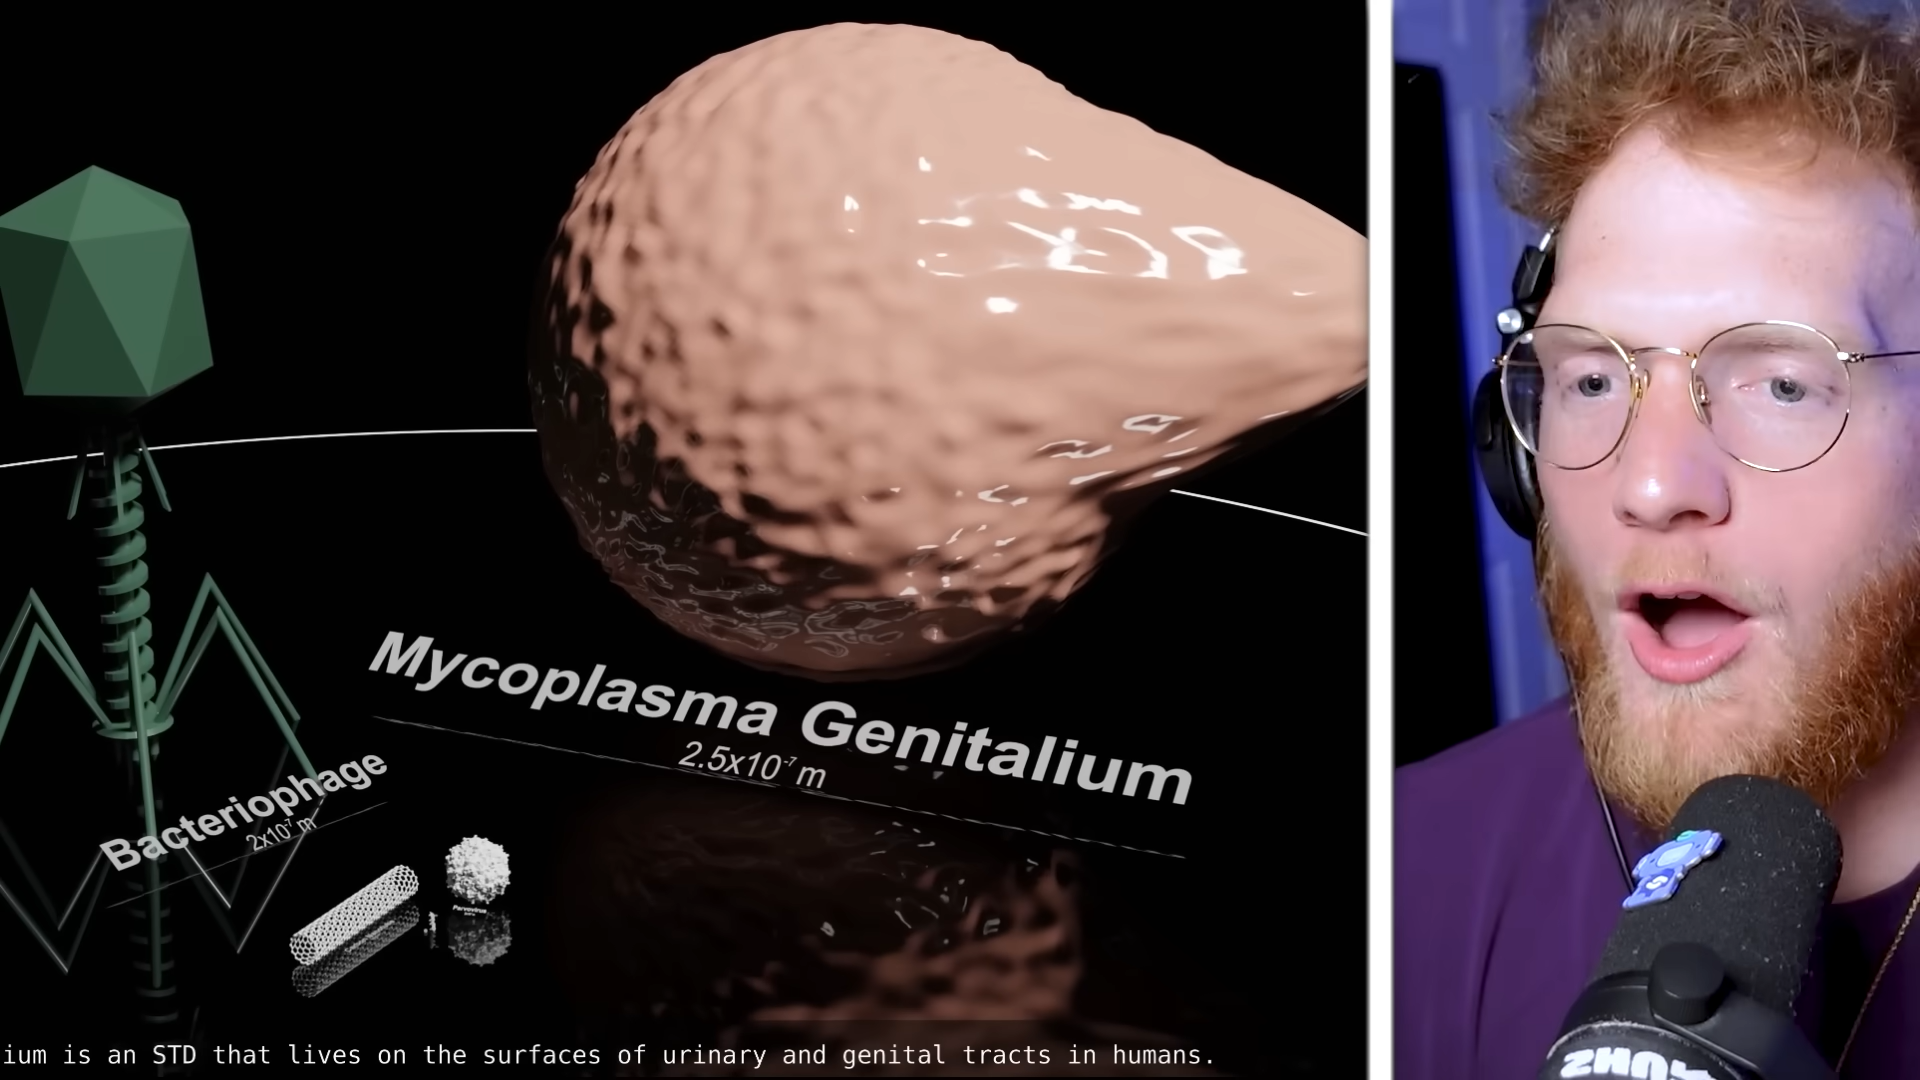 Mycoplasma Genitalium
2.5x10⁻⁷ m
Bacteriophage
2x10⁻⁷ m
Parvovirus
ium is an STD that lives on the surfaces of urinary and genital tracts in humans.